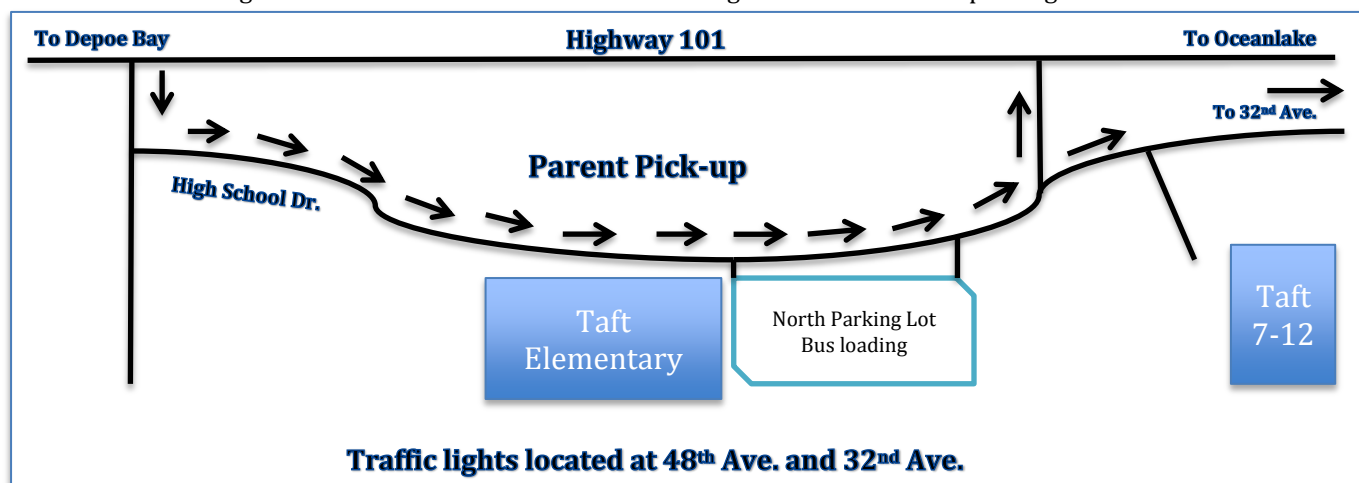 To Depoe Bay
Highway 101
To Oceanlake
To 32nd Ave.
Parent Pick-up
High School Dr.
Taft
Elementary
North Parking Lot
Bus loading
Taft
7-12
Traffic lights located at 48th Ave. and 32nd Ave.